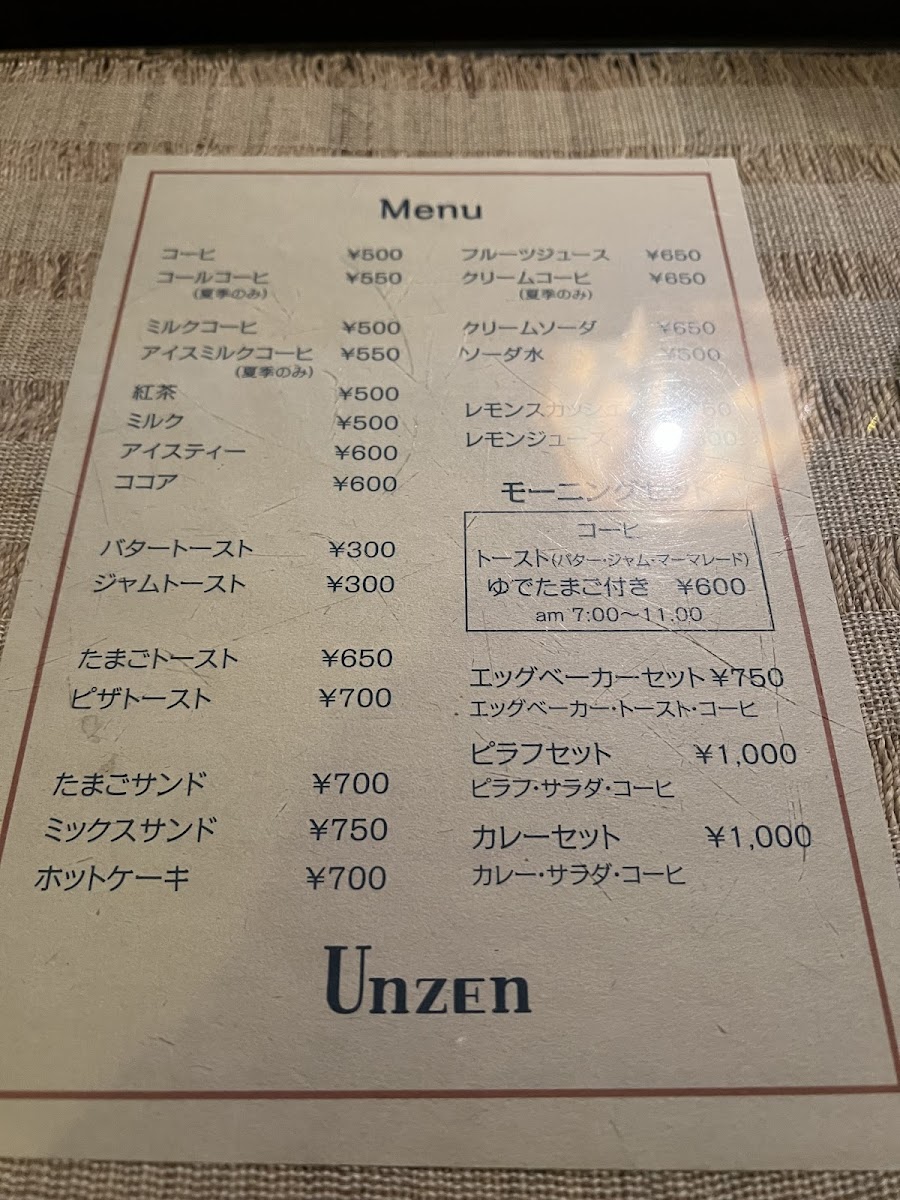 Menu
コーヒ ¥500
コールコーヒ ¥550
(夏季のみ)
ミルクコーヒ ¥500
アイスミルクコーヒ ¥550
(夏季のみ)
紅茶 ¥500
ミルク ¥500
アイスティー ¥600
ココア ¥600
バタートースト ¥300
ジャムトースト ¥300
たまごトースト ¥650
ピザトースト ¥700
たまごサンド ¥700
ミックスサンド ¥750
ホットケーキ ¥700
フルーツジュース ¥650
クリームコーヒ ¥650
(夏季のみ)
クリームソーダ ¥650
ソーダ水 ¥500
レモンスカッシュ
レモンジュース
モーニングセット
コーヒ
トースト(バター・ジャム・マーマレード)
ゆでたまご付き ¥600
am 7:00〜11.00
エッグベーカーセット ¥750
エッグベーカー・トースト・コーヒ
ピラフセット ¥1,000
ピラフ・サラダ・コーヒ
カレーセット ¥1,000
カレー・サラダ・コーヒ
Unzen